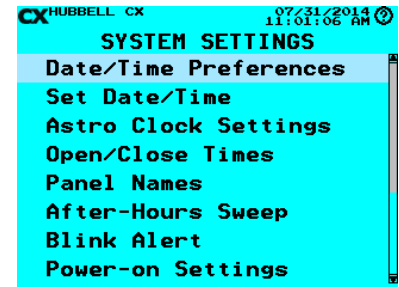 CX HUBBELL CX 07/31/2014
11:01:06 AM ?
SYSTEM SETTINGS
Date/Time Preferences
Set Date/Time
Astro Clock Settings
Open/Close Times
Panel Names
After-Hours Sweep
Blink Alert
Power-on Settings